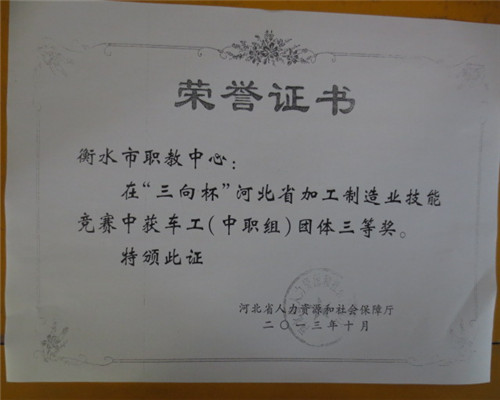 荣誉证书
衡水市职教中心：
在“三向杯”河北省加工制造业技能
竞赛中获车工(中职组)团体三等奖。
特颁此证
河北省人力资源和社会保障厅
二〇一三年十月